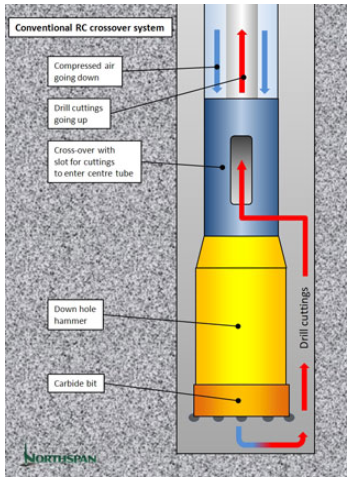 Conventional RC crossover system
Compressed air
going down
Drill cuttings
going up
Cross-over with
slot for cuttings
to enter centre tube
Down hole
hammer
Drill cuttings
Carbide bit
NORTHSPAN